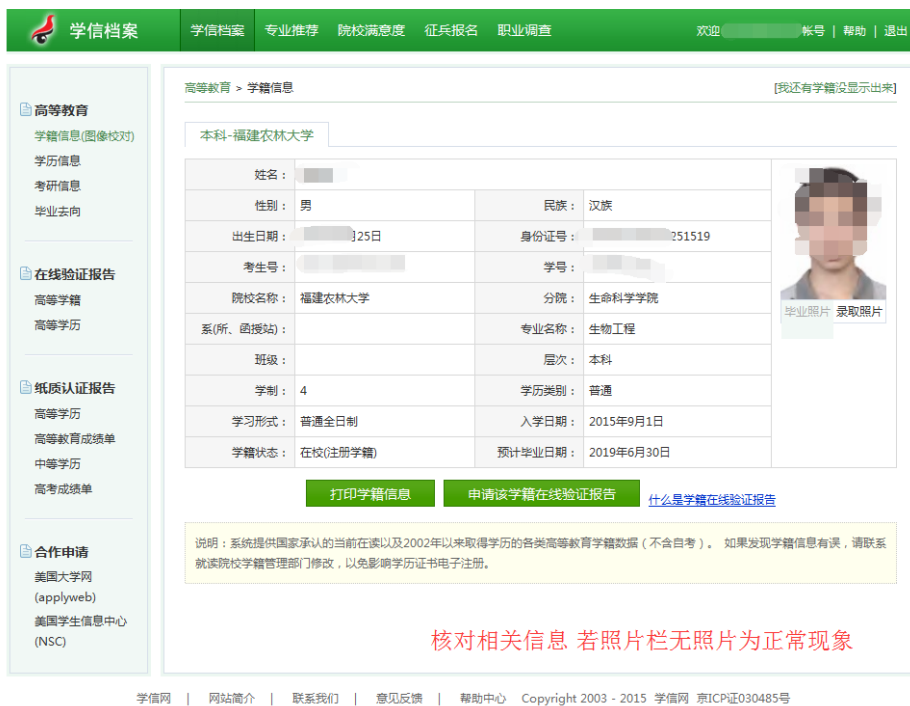 学信档案 学信档案 专业推荐 院校满意度 征兵报名 职业调查 欢迎 帐号 | 帮助 | 退出
高等教育
学籍信息(图像校对)
学历信息
考研信息
毕业去向
在线验证报告
高等学籍
高等学历
纸质认证报告
高等学历
高等教育成绩单
中等学历
高考成绩单
合作申请
美国大学网
(applyweb)
美国学生信息中心
(NSC)
高等教育 > 学籍信息 [我还有学籍没显示出来]
本科-福建农林大学
姓名：
性别： 男 民族： 汉族
出生日期： 月25日 身份证号： 251519
考生号： 学号：
院校名称： 福建农林大学 分院： 生命科学学院
系(所、函授站)： 专业名称： 生物工程
班级： 层次： 本科
学制： 4 学历类别： 普通
学习形式： 普通全日制 入学日期： 2015年9月1日
学籍状态： 在校(注册学籍) 预计毕业日期： 2019年6月30日
毕业照片 录取照片
打印学籍信息 申请该学籍在线验证报告 什么是学籍在线验证报告
说明：系统提供国家承认的当前在读以及2002年以来取得学历的各类高等教育学籍数据（不含自考）。 如果发现学籍信息有误，请联系
就读院校学籍管理部门修改，以免影响学历证书电子注册。
核对相关信息 若照片栏无照片为正常现象
学信网 | 网站简介 | 联系我们 | 意见反馈 | 帮助中心 Copyright 2003 - 2015 学信网 京ICP证030485号